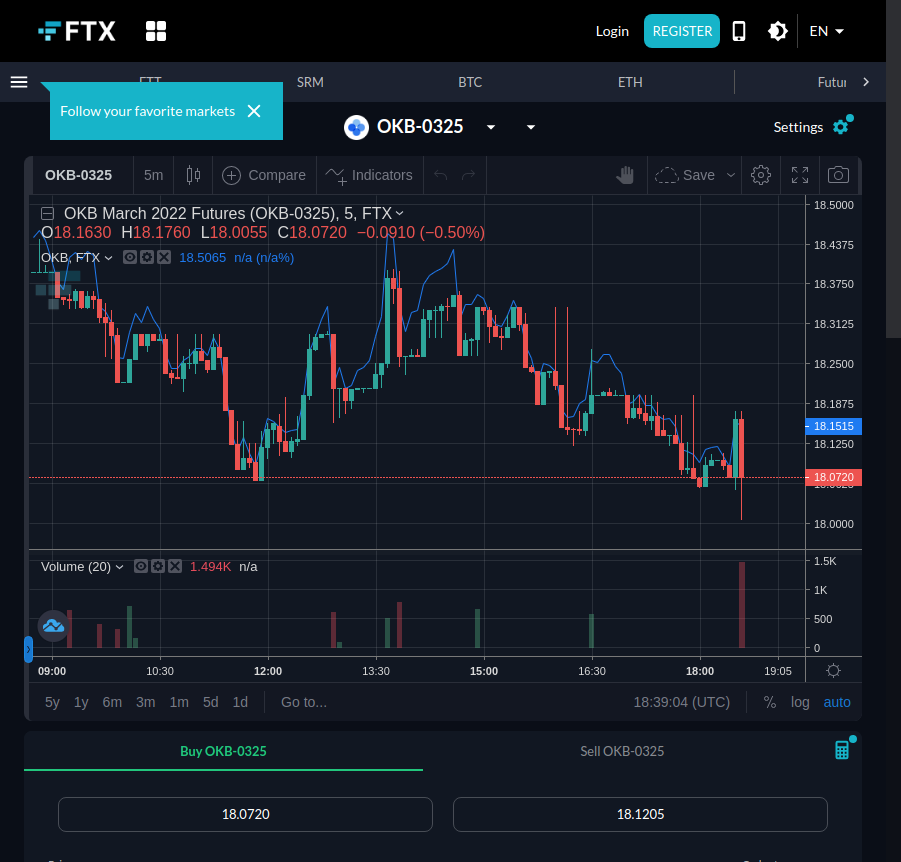 FTX
Login
REGISTER
EN
FTT
SRM
BTC
ETH
Futur
Follow your favorite markets
OKB-0325
Settings
OKB-0325
5m
Compare
Indicators
Save
OKB March 2022 Futures (OKB-0325), 5, FTX
O18.1630 H18.1760 L18.0055 C18.0720 −0.0910 (−0.50%)
OKB, FTX
18.5065 n/a (n/a%)
18.5000
18.4375
18.3750
18.3125
18.2500
18.1875
18.1515
18.1250
18.0720
18.0000
Volume (20)
1.494K n/a
1.5K
1K
500
0
09:00
10:30
12:00
13:30
15:00
16:30
18:00
19:05
5y 1y 6m 3m 1m 5d 1d
Go to...
18:39:04 (UTC)
%
log
auto
Buy OKB-0325
Sell OKB-0325
18.0720
18.1205